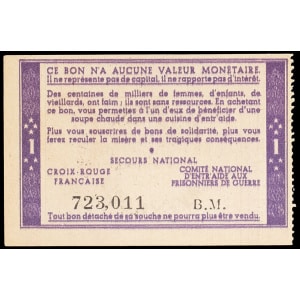 CE BON N'A AUCUNE VALEUR MONÉTAIRE.
Il ne représente pas de capital, il ne rapporte pas d'intérêt.
Des centaines de milliers de femmes, d'enfants, de
vieillards, ont faim; ils sont sans ressources. En achetant
ce bon, vous permettez à l'un d'eux de bénéficier d'une
soupe chaude dans une cuisine d'entr'aide.
Plus vous souscrirez de bons de solidarité, plus vous
ferez reculer la misère et ses tragiques conséquences.
1
1
SECOURS NATIONAL
CROIX-ROUGE
FRANÇAISE
COMITÉ NATIONAL
D'ENTR'AIDE AUX
PRISONNIERS DE GUERRE
723,011
B.M.
Tout bon détaché de sa souche ne pourra plus être vendu.